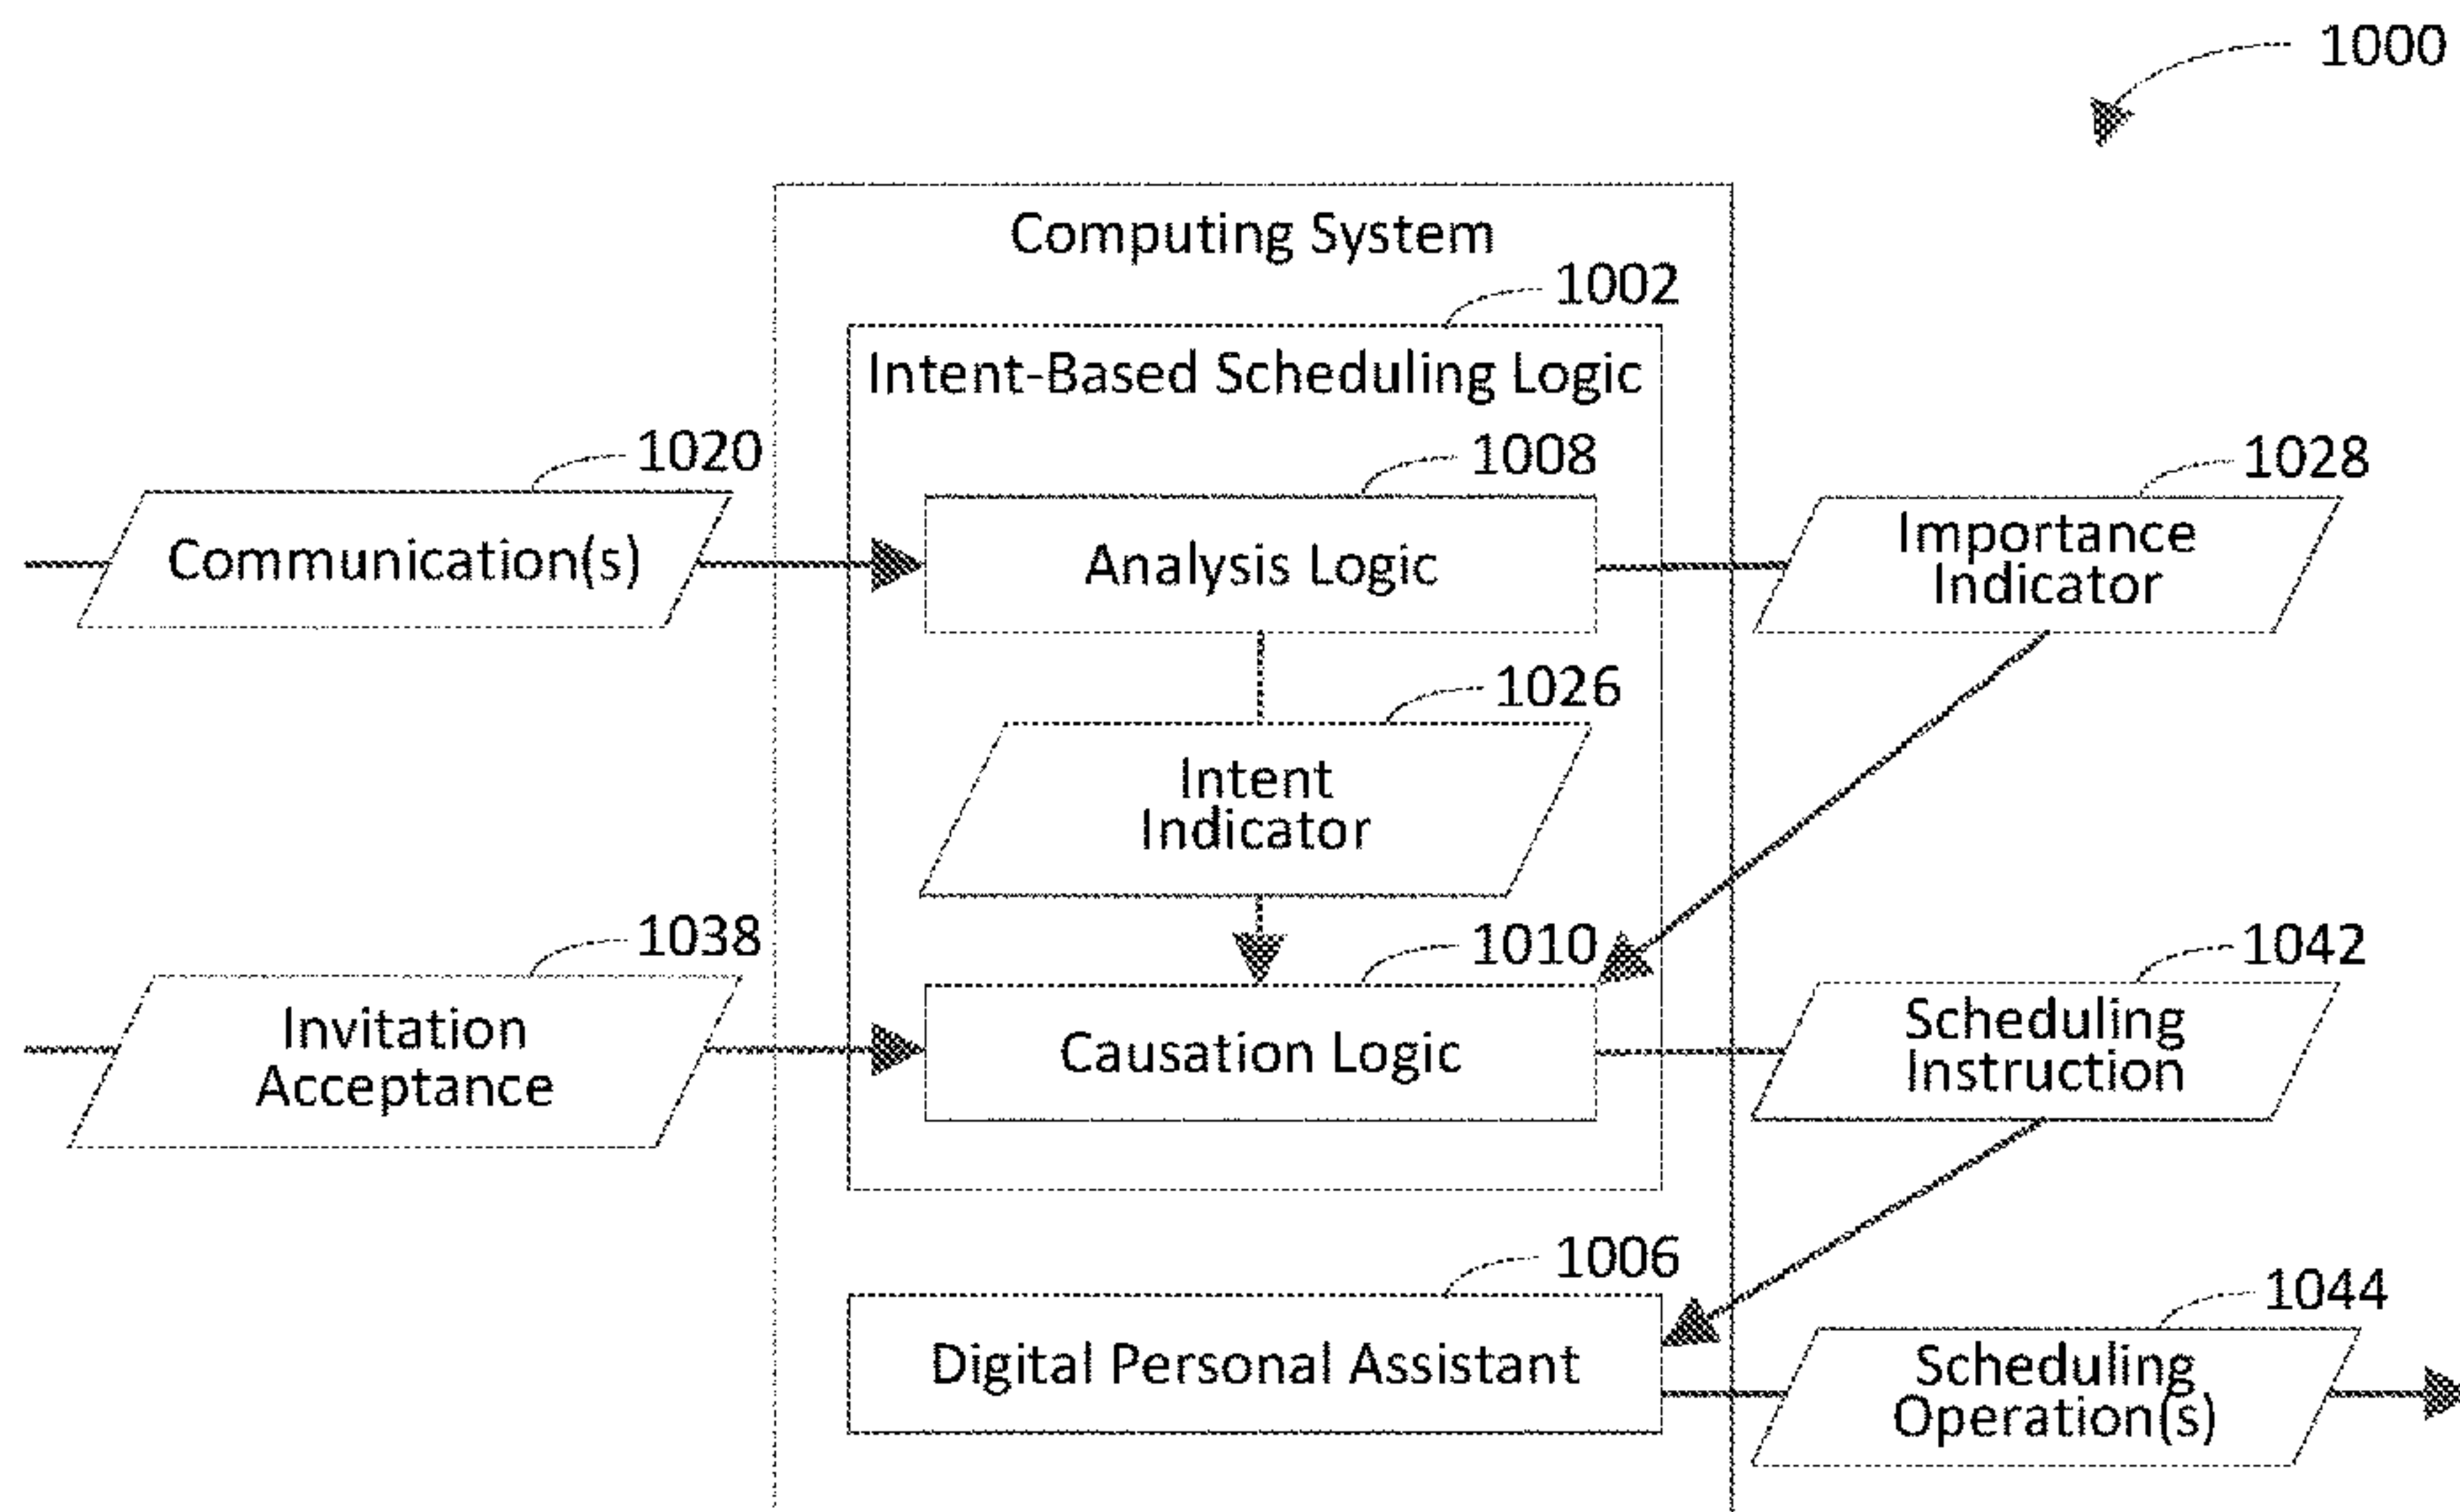 1000
Computing System
1002
Intent-Based Scheduling Logic
1020
1008
1028
Communication(s)
Analysis Logic
Importance
Indicator
1026
Intent
Indicator
1038
1010
1042
Invitation
Acceptance
Causation Logic
Scheduling
Instruction
1006
1044
Digital Personal Assistant
Scheduling
Operation(s)